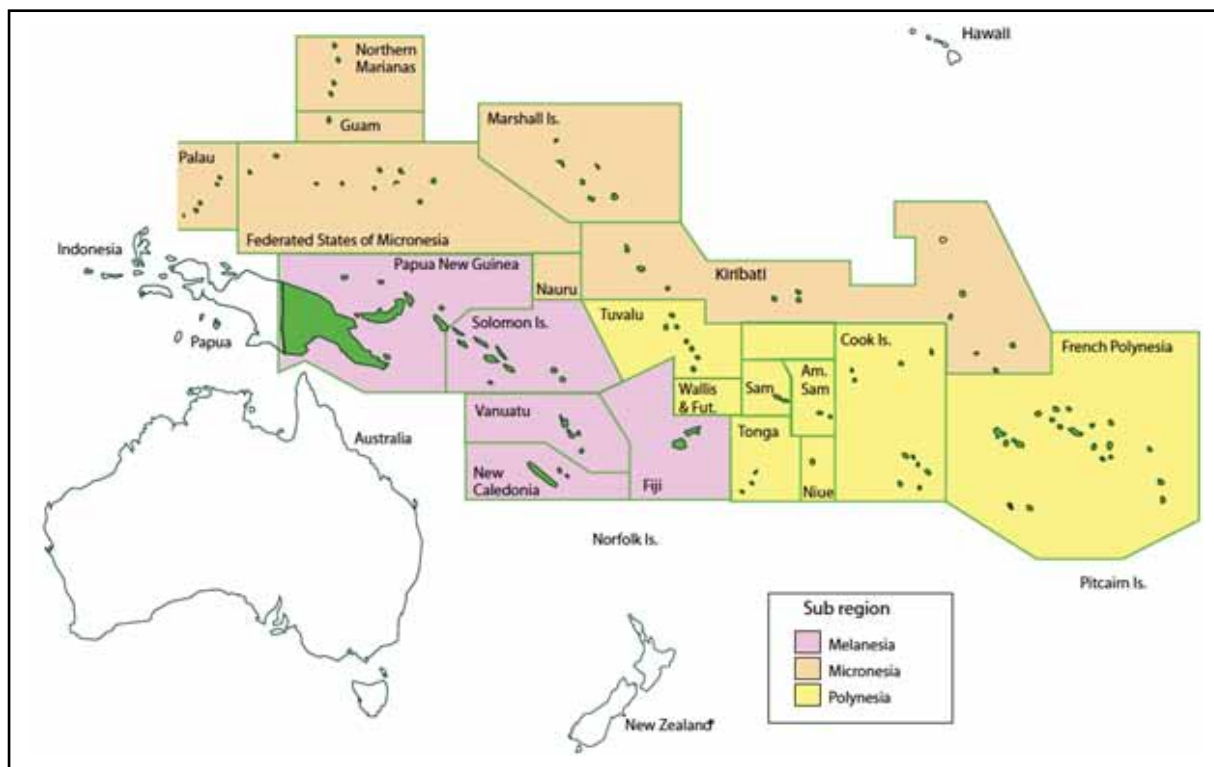 Hawaii
Northern
Marianas
Guam
Marshall Is.
Palau
Indonesia
Federated States of Micronesia
Papua New Guinea
Kiribati
Nauru
Tuvalu
Solomon Is.
Papua
Cook Is.
French Polynesia
Wallis
& Fut.
Sam
Am.
Sam
Vanuatu
Australia
Tonga
New
Caledonia
Fiji
Niue
Norfolk Is.
Pitcairn Is.
Sub region
Melanesia
Micronesia
Polynesia
New Zealand